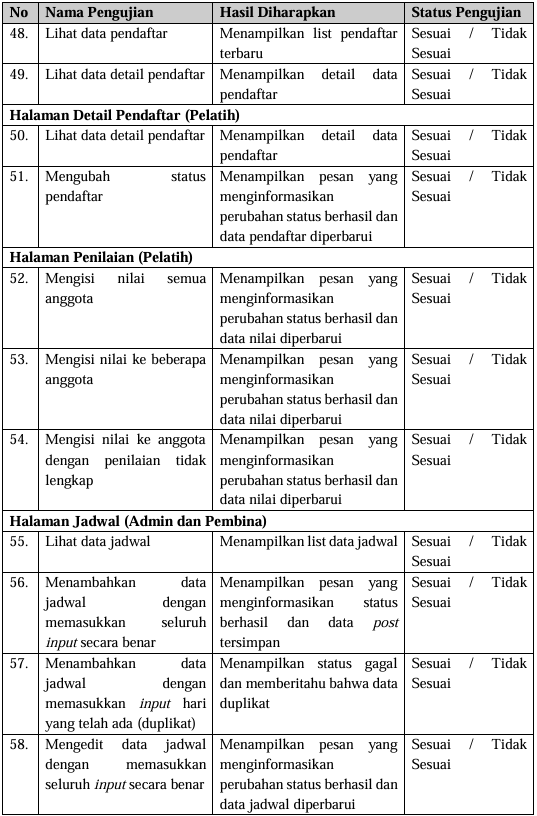 No Nama Pengujian Hasil Diharapkan Status Pengujian
48. Lihat data pendaftar Menampilkan list pendaftar Sesuai / Tidak
terbaru Sesuai
49. Lihat data detail pendaftar Menampilkan detail data Sesuai / Tidak
pendaftar Sesuai
Halaman Detail Pendaftar (Pelatih)
50. Lihat data detail pendaftar Menampilkan detail data Sesuai / Tidak
pendaftar Sesuai
51. Mengubah status Menampilkan pesan yang Sesuai / Tidak
pendaftar menginformasikan Sesuai
perubahan status berhasil dan
data pendaftar diperbarui
Halaman Penilaian (Pelatih)
52. Mengisi nilai semua Menampilkan pesan yang Sesuai / Tidak
anggota menginformasikan Sesuai
perubahan status berhasil dan
data nilai diperbarui
53. Mengisi nilai ke beberapa Menampilkan pesan yang Sesuai / Tidak
anggota menginformasikan Sesuai
perubahan status berhasil dan
data nilai diperbarui
54. Mengisi nilai ke anggota Menampilkan pesan yang Sesuai / Tidak
dengan penilaian tidak menginformasikan Sesuai
lengkap perubahan status berhasil dan
data nilai diperbarui
Halaman Jadwal (Admin dan Pembina)
55. Lihat data jadwal Menampilkan list data jadwal Sesuai / Tidak
Sesuai
56. Menambahkan data Menampilkan pesan yang Sesuai / Tidak
jadwal dengan menginformasikan status Sesuai
memasukkan seluruh berhasil dan data post
input secara benar tersimpan
57. Menambahkan data Menampilkan status gagal Sesuai / Tidak
jadwal dengan dan memberitahu bahwa data Sesuai
memasukkan input hari duplikat
yang telah ada (duplikat)
58. Mengedit data jadwal Menampilkan pesan yang Sesuai / Tidak
dengan memasukkan menginformasikan Sesuai
seluruh input secara benar perubahan status berhasil dan
data jadwal diperbarui